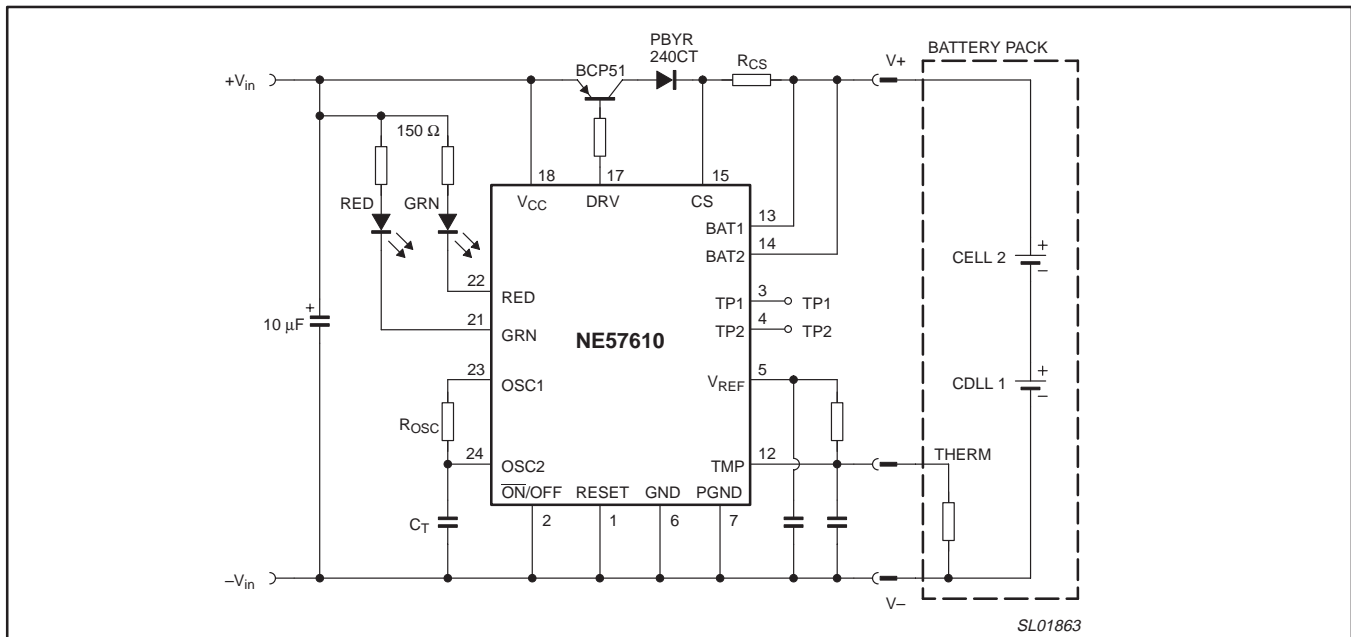 PBYR
240CT
BATTERY PACK
+Vin
BCP51
RCS
V+
150 Ω
18
17
15
RED
GRN
VCC
DRV
CS
BAT1
13
BAT2
14
CELL 2
+
–
22
RED
TP1
3
TP1
10 μF
+
21
GRN
TP2
4
TP2
NE57610
23
OSC1
VREF
5
CDLL 1
+
–
ROSC
24
OSC2
TMP
12
THERM
ON/OFF
RESET
GND
PGND
CT
2
1
6
7
–Vin
V–
SL01863